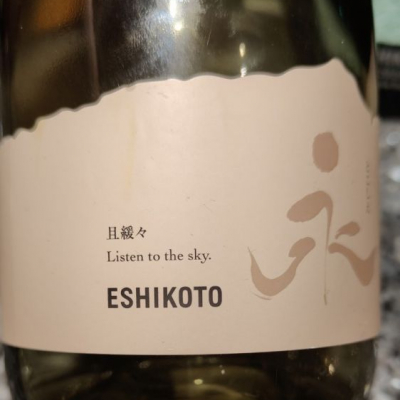 且緩々
Listen to the sky.
ESHIKOTO
永